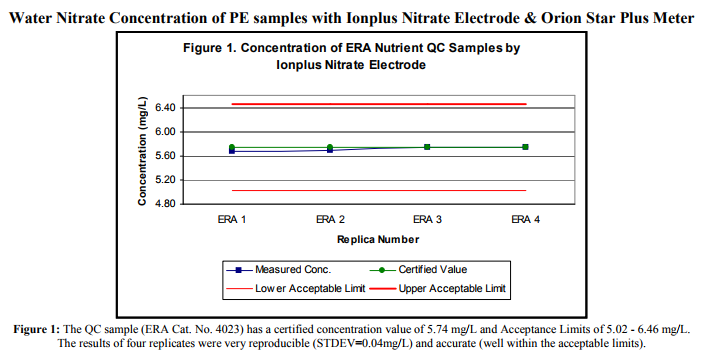 Water Nitrate Concentration of PE samples with Ionplus Nitrate Electrode & Orion Star Plus Meter
Figure 1. Concentration of ERA Nutrient QC Samples by
Ionplus Nitrate Electrode
Concentration (mg/L)
6.40
6.00
5.60
5.20
4.80
ERA 1 ERA 2 ERA 3 ERA 4
Replica Number
Measured Conc. Certified Value
Lower Acceptable Limit Upper Acceptable Limit
Figure 1: The QC sample (ERA Cat. No. 4023) has a certified concentration value of 5.74 mg/L and Acceptance Limits of 5.02 - 6.46 mg/L.
The results of four replicates were very reproducible (STDEV=0.04mg/L) and accurate (well within the acceptable limits).